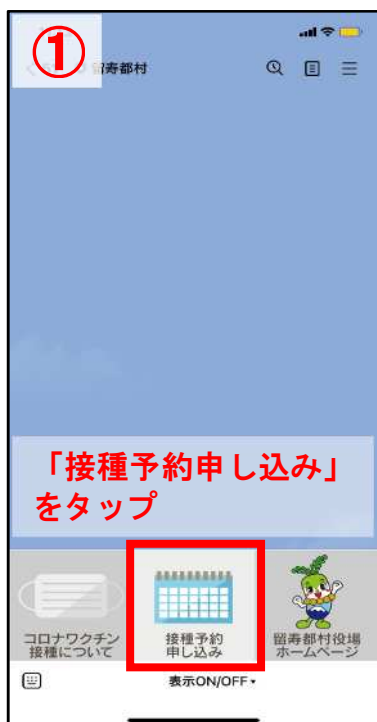 ①
留寿都村
「接種予約申し込み」
をタップ
コロナワクチン
接種について
接種予約
申し込み
留寿都村役場
ホームページ
表示ON/OFF▾